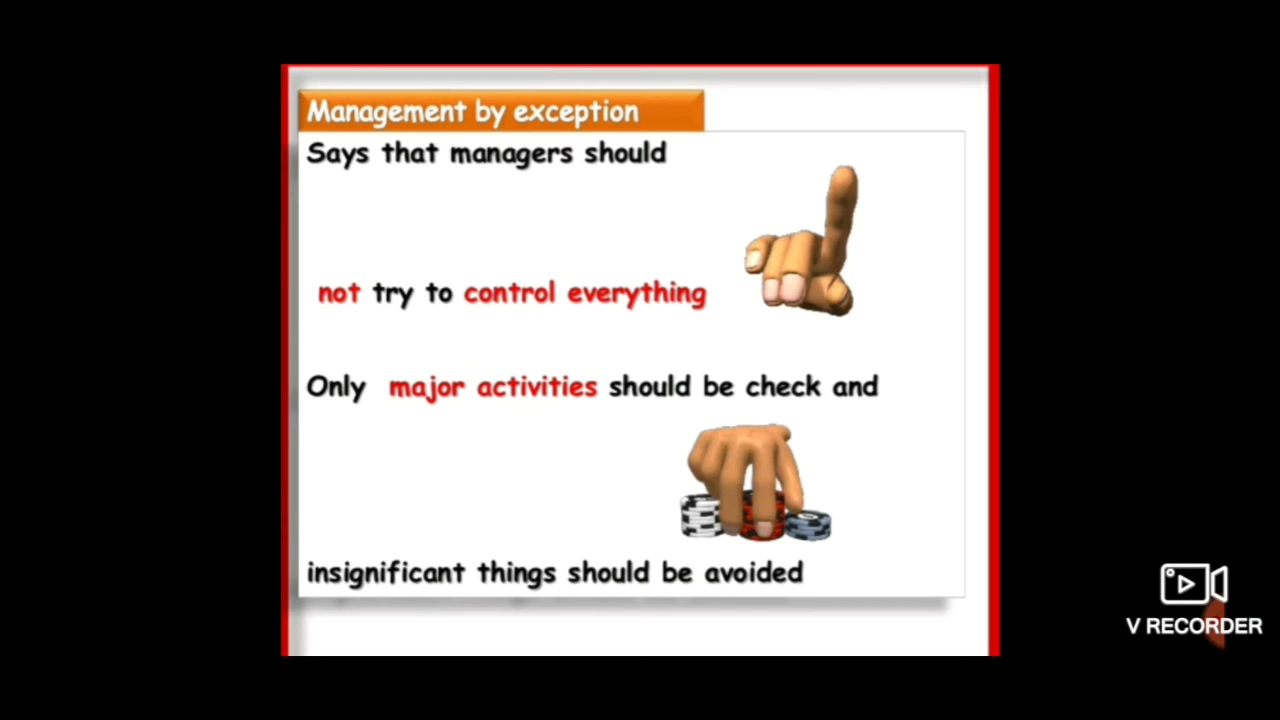 Management by exception
Says that managers should
not try to control everything
Only major activities should be check and
insignificant things should be avoided
V RECORDER